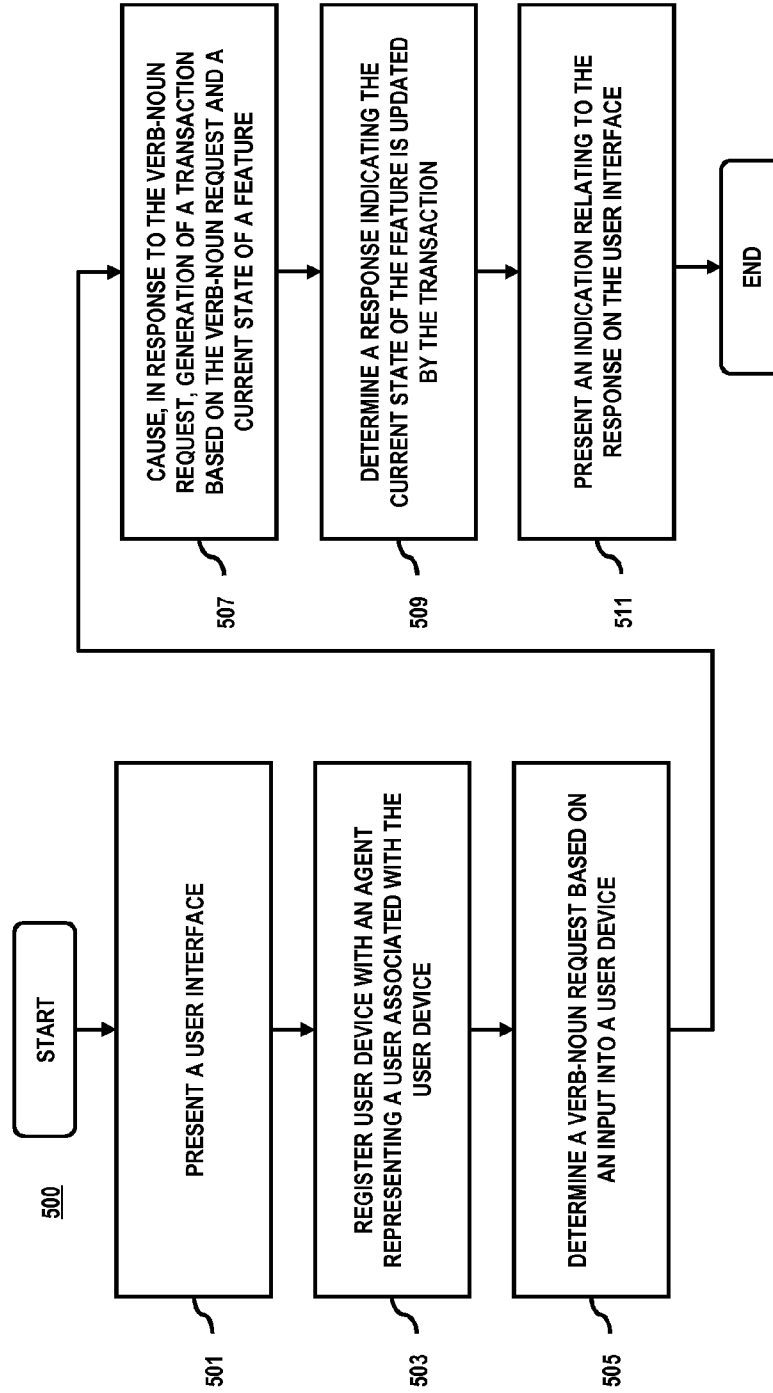 500
START
501
PRESENT A USER INTERFACE
503
REGISTER USER DEVICE WITH AN AGENT
REPRESENTING A USER ASSOCIATED WITH THE
USER DEVICE
505
DETERMINE A VERB-NOUN REQUEST BASED ON
AN INPUT INTO A USER DEVICE
507
CAUSE, IN RESPONSE TO THE VERB-NOUN
REQUEST, GENERATION OF A TRANSACTION
BASED ON THE VERB-NOUN REQUEST AND A
CURRENT STATE OF A FEATURE
509
DETERMINE A RESPONSE INDICATING THE
CURRENT STATE OF THE FEATURE IS UPDATED
BY THE TRANSACTION
511
PRESENT AN INDICATION RELATING TO THE
RESPONSE ON THE USER INTERFACE
END